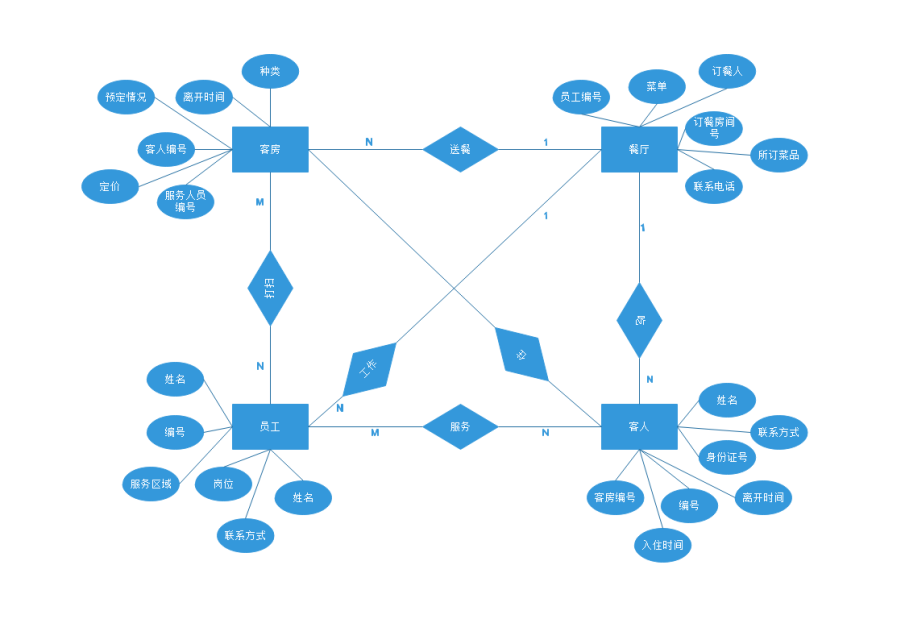 种类
订餐人
预定情况
离开时间
员工编号
菜单
订餐房间
号
客人编号
客房
N
送餐
1
餐厅
所订菜品
定价
服务人员
编号
联系电话
M
1
1
打扫
吃
住
工作
N
姓名
N
N
姓名
编号
员工
M
服务
N
客人
联系方式
身份证号
服务区域
岗位
姓名
客房编号
编号
离开时间
联系方式
入住时间